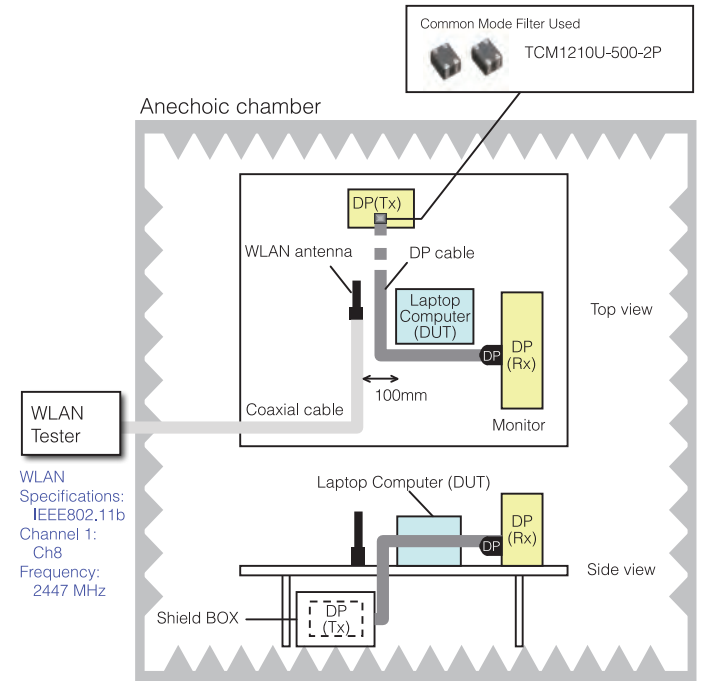 Common Mode Filter Used
TCM1210U-500-2P
Anechoic chamber
DP(Tx)
WLAN antenna
DP cable
Laptop
Computer
(DUT)
Top view
DP
DP
(Rx)
100mm
WLAN
Tester
Coaxial cable
Monitor
WLAN
Specifications:
IEEE802.11b
Channel 1:
Ch8
Frequency:
2447 MHz
Laptop Computer (DUT)
DP
(Rx)
DP
Side view
Shield BOX
DP
(Tx)